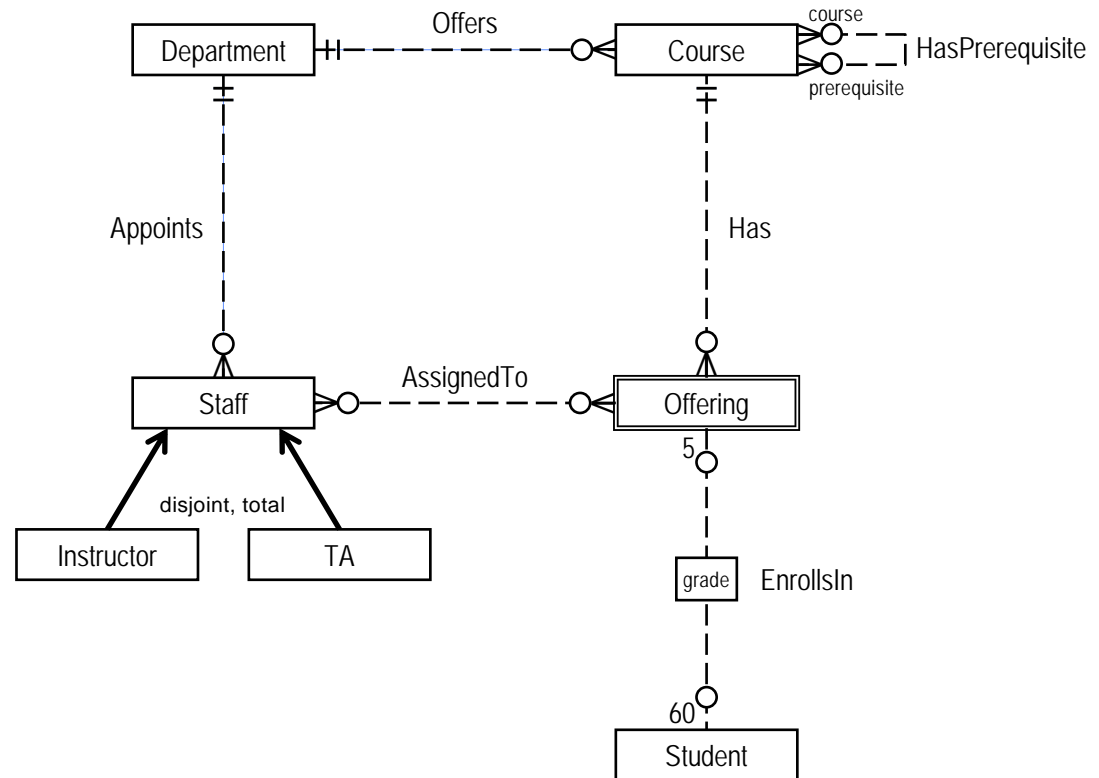 Offers
Department
Course
course
HasPrerequisite
prerequisite
Appoints
Has
AssignedTo
Staff
Offering
5
disjoint, total
Instructor
TA
grade
EnrollsIn
60
Student